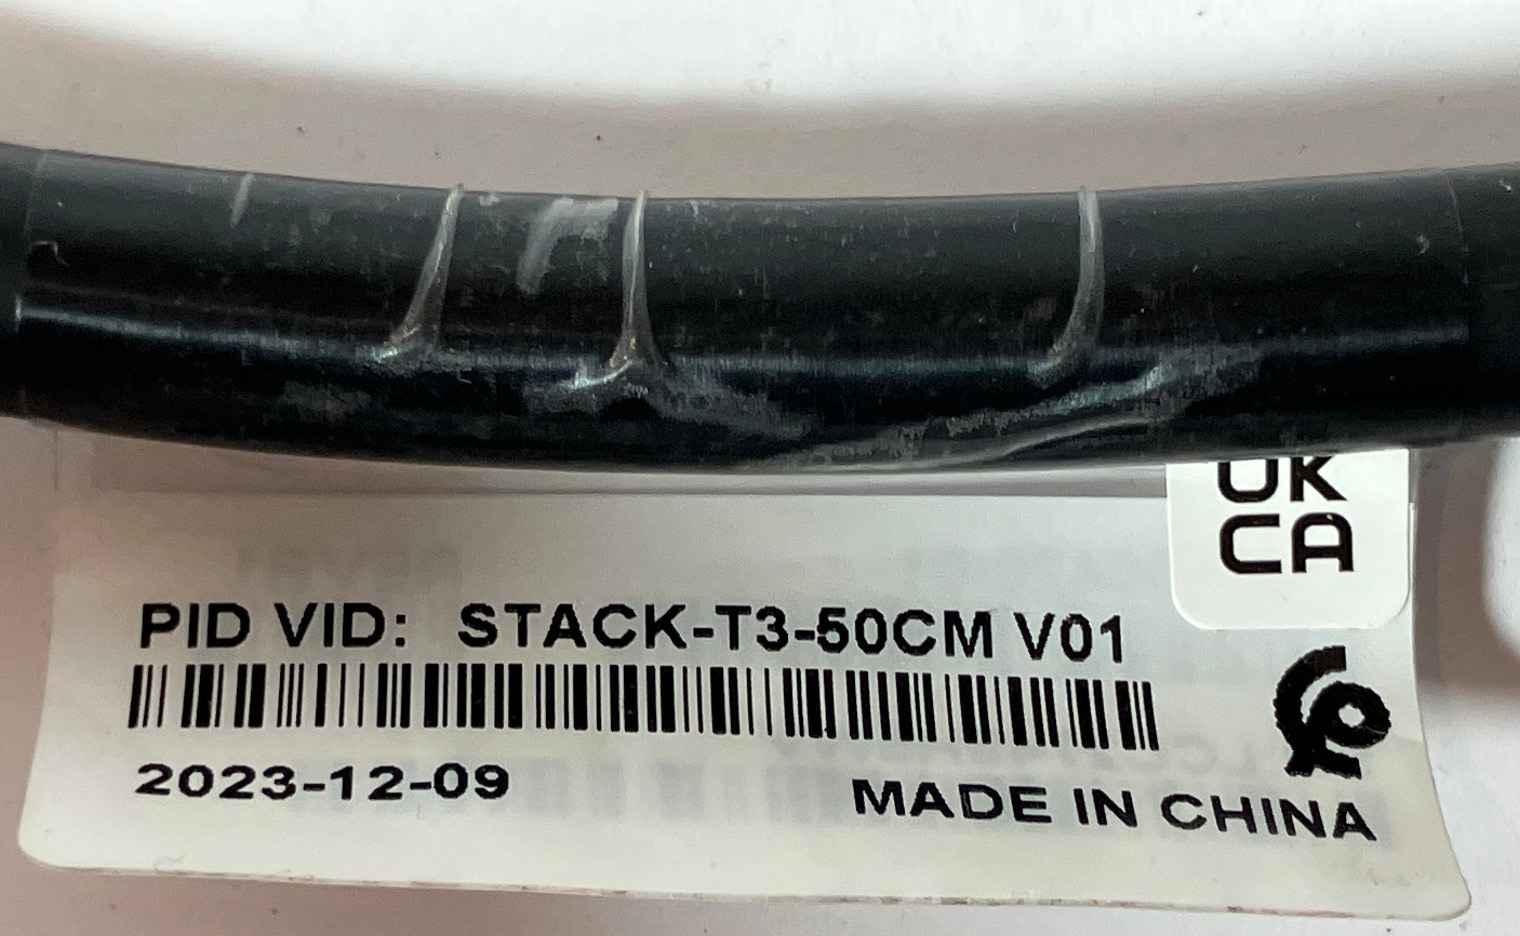 UK
CA
PID VID: STACK-T3-50CM V01
2023-12-09
MADE IN CHINA